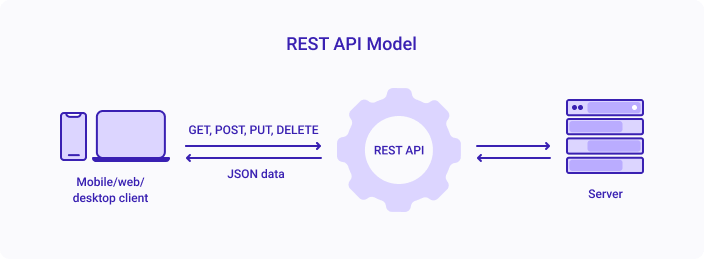 REST API Model
GET, POST, PUT, DELETE
REST API
JSON data
Mobile/web/
desktop client
Server